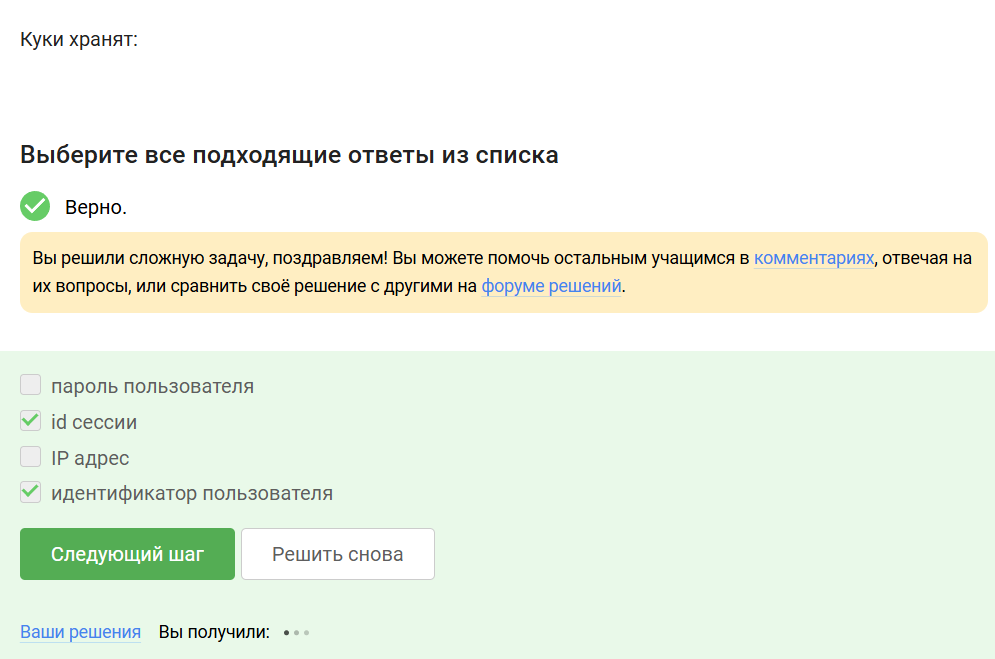 Куки хранят:
Выберите все подходящие ответы из списка
Верно.
Вы решили сложную задачу, поздравляем! Вы можете помочь остальным учащимся в комментариях, отвечая на
их вопросы, или сравнить своё решение с другими на форуме решений.
пароль пользователя
id сессии
IP адрес
идентификатор пользователя
Следующий шаг Решить снова
Ваши решения Вы получили: